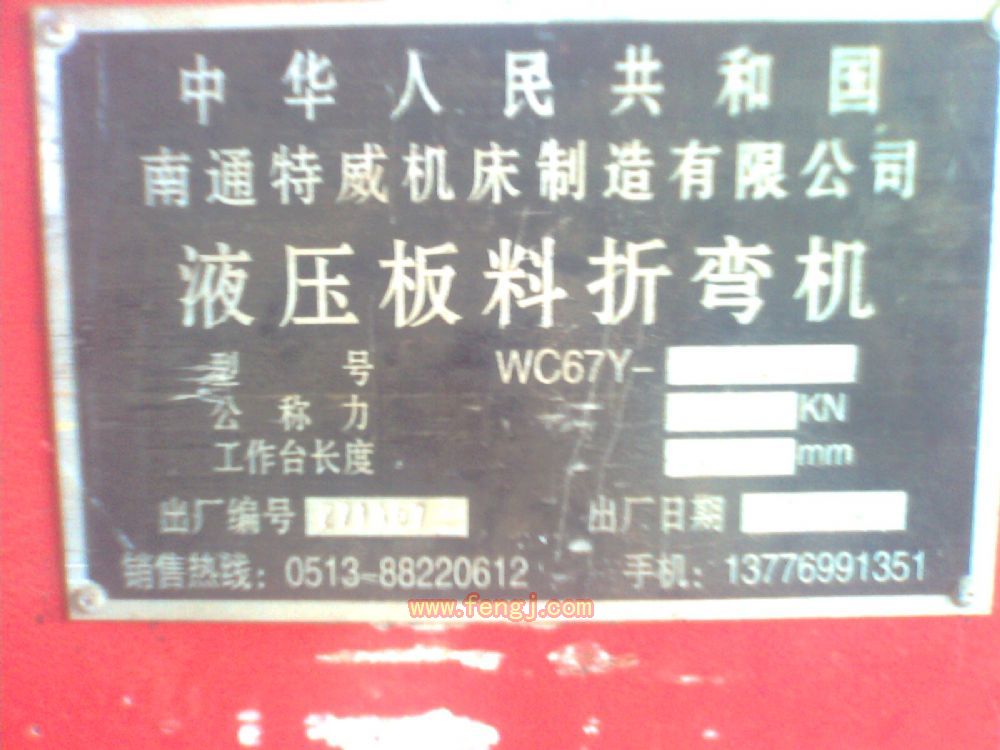 中华人民共和国
南通特威机床制造有限公司
液压板料折弯机
型号 WC67Y-
公称力 KN
工作台长度 mm
出厂编号 出厂日期
销售热线：0513-88220612 手机：13776991351
www.fengj.com